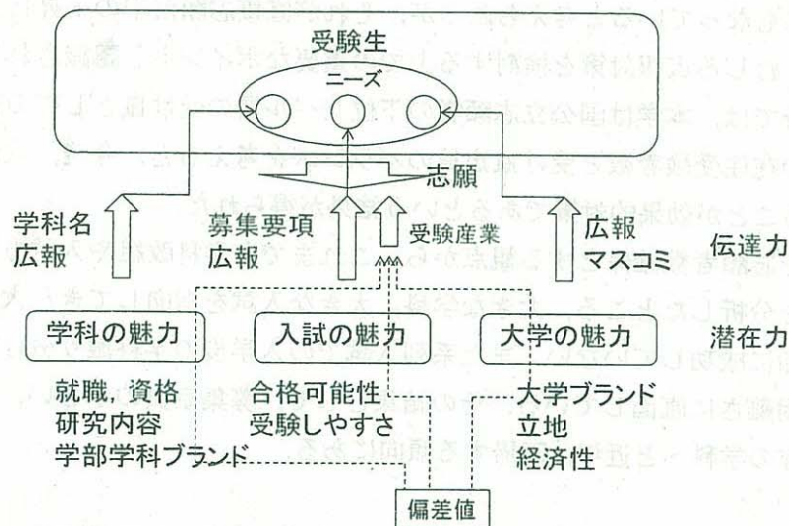 受験生
ニーズ
志願
学科名
広報
募集要項
広報
受験産業
広報
マスコミ
伝達力
学科の魅力
入試の魅力
大学の魅力
潜在力
就職，資格
研究内容
学部学科ブランド
合格可能性
受験しやすさ
大学ブランド
立地
経済性
偏差値